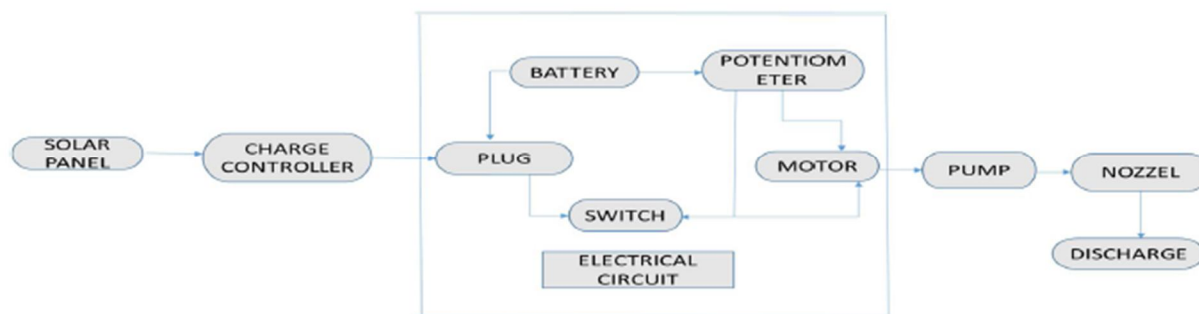 BATTERY
POTENTIOM
ETER
SOLAR
PANEL
CHARGE
CONTROLLER
PLUG
MOTOR
PUMP
NOZZEL
SWITCH
DISCHARGE
ELECTRICAL
CIRCUIT